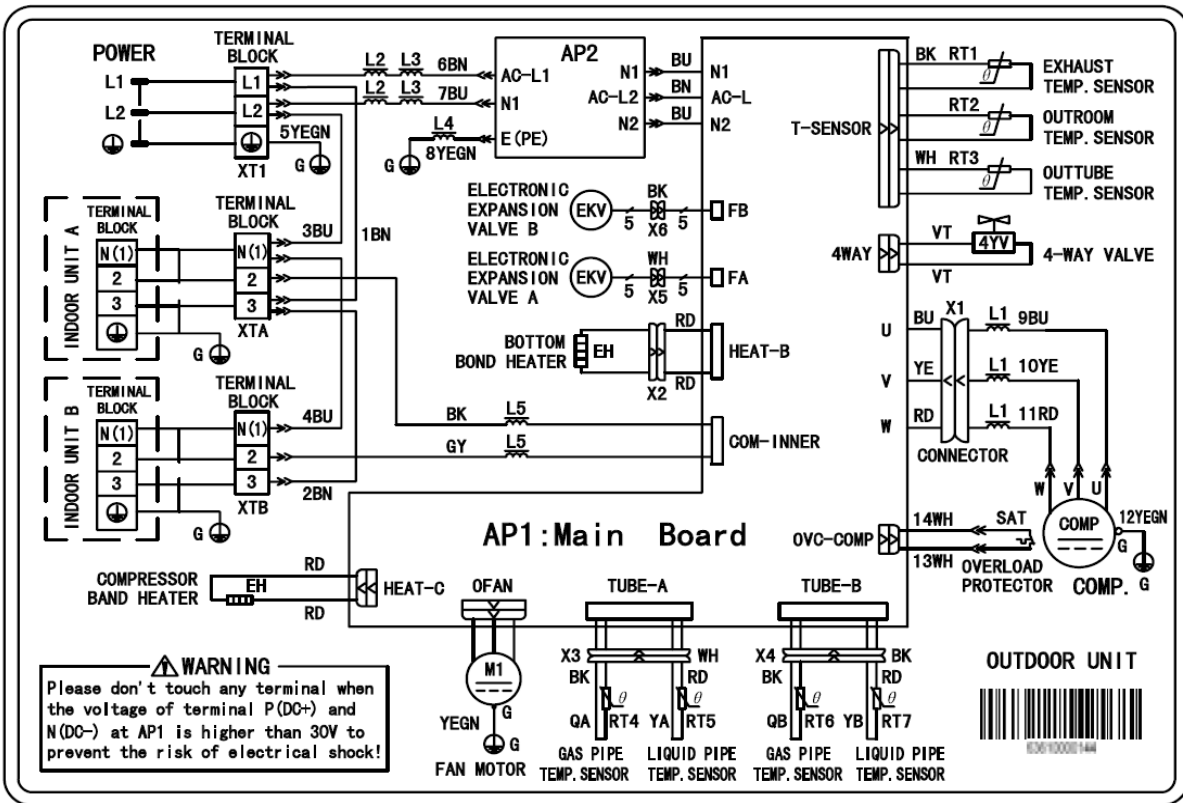 POWER
TERMINAL
BLOCK
L1
L2
L1
L2
XT1
5YEGN
G
L2
L3
6BN
L2
L3
7BU
L4
8YEGN
G
AP2
AC-L1
N1
E(PE)
N1
AC-L2
N2
BU
BN
BU
N1
AC-L
N2
T-SENSOR
BK
RT1
θ
EXHAUST
TEMP. SENSOR
RT2
θ
OUTROOM
TEMP. SENSOR
WH
RT3
θ
OUTTUBE
TEMP. SENSOR
4WAY
VT
VT
4YV
4-WAY VALVE
INDOOR UNIT A
TERMINAL
BLOCK
N(1)
2
3
G
TERMINAL
BLOCK
N(1)
2
3
XTA
3BU
1BN
ELECTRONIC
EXPANSION
VALVE B
EKV
5
BK
X6
5
FB
ELECTRONIC
EXPANSION
VALVE A
EKV
5
WH
X5
5
FA
BOTTOM
BOND HEATER
EH
X2
RD
RD
HEAT-B
U
V
W
BU
YE
RD
X1
CONNECTOR
L1
9BU
L1
10YE
L1
11RD
W
V
U
COMP
12YEGN
G
G
COMP.
INDOOR UNIT B
TERMINAL
BLOCK
N(1)
2
3
G
TERMINAL
BLOCK
N(1)
2
3
XTB
4BU
2BN
BK
L5
GY
L5
COM-INNER
AP1:Main Board
OVC-COMP
14WH
13WH
SAT
OVERLOAD
PROTECTOR
COMPRESSOR
BAND HEATER
RD
EH
RD
HEAT-C
OFAN
M1
YEGN
G
G
FAN MOTOR
TUBE-A
X3
WH
BK
RD
θ
θ
QA
RT4
YA
RT5
GAS PIPE
TEMP. SENSOR
LIQUID PIPE
TEMP. SENSOR
TUBE-B
X4
BK
BK
RD
θ
θ
QB
RT6
YB
RT7
GAS PIPE
TEMP. SENSOR
LIQUID PIPE
TEMP. SENSOR
WARNING
Please don't touch any terminal when
the voltage of terminal P(DC+) and
N(DC-) at AP1 is higher than 30V to
prevent the risk of electrical shock!
OUTDOOR UNIT